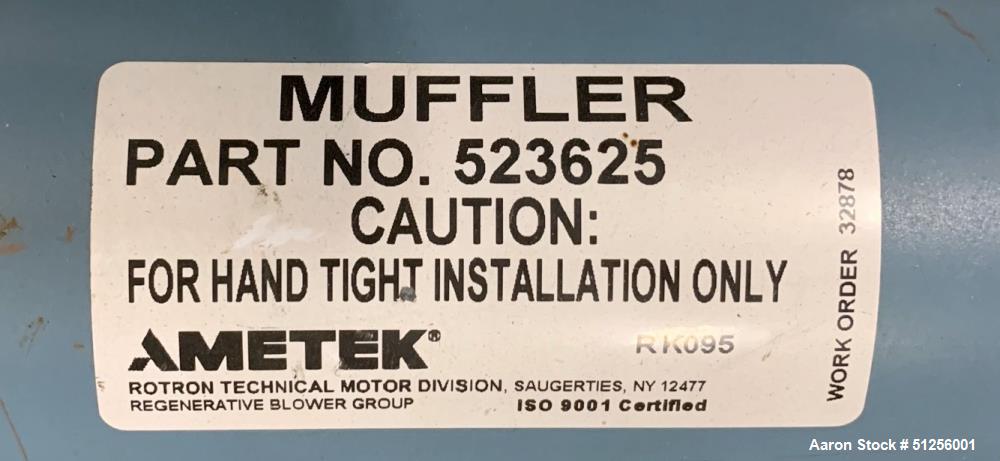 MUFFLER
PART NO. 523625
CAUTION:
FOR HAND TIGHT INSTALLATION ONLY
AMETEK®
RK095
ROTRON TECHNICAL MOTOR DIVISION, SAUGERTIES, NY 12477
REGENERATIVE BLOWER GROUP
ISO 9001 Certified
WORK ORDER 32878
Aaron Stock # 51256001